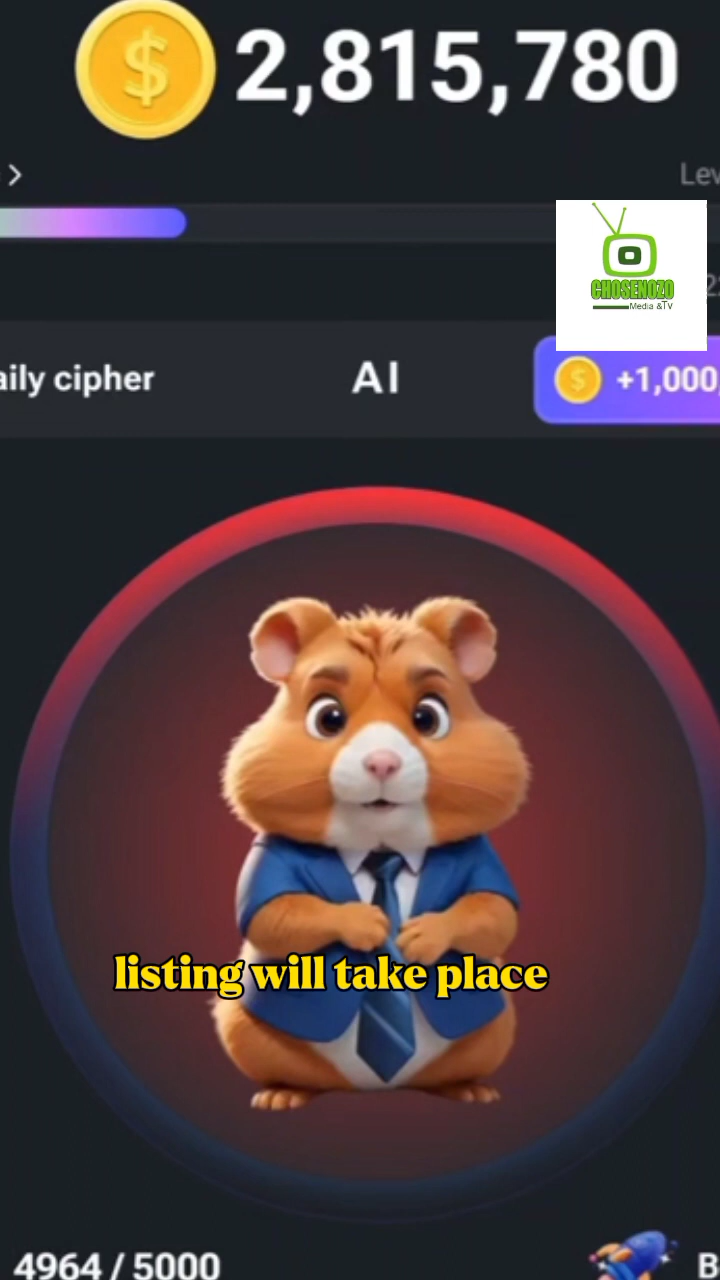 $ 2,815,780
Lev
CHOSENOZO
Media &Tv
aily cipher
AI
$ +1,000,
listing will take place
4964 / 5000
B